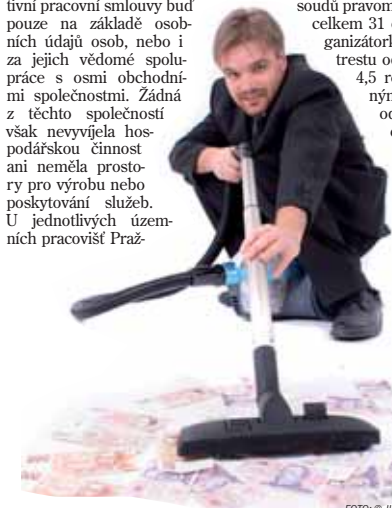 tivní pracovní smlouvy buď
pouze na základě osob-
ních údajů osob, nebo i
za jejich vědomé spolu-
práce s osmi obchodní-
mi společnostmi. Žádná
z těchto společností
však nevyvíjela hos-
podářskou činnost
ani neměla prosto-
ry pro výrobu nebo
poskytování služeb.
U jednotlivých územ-
ních pracovišť Praž-
soudů pravom
celkem 31
trestu
4,5
FOTO: ©